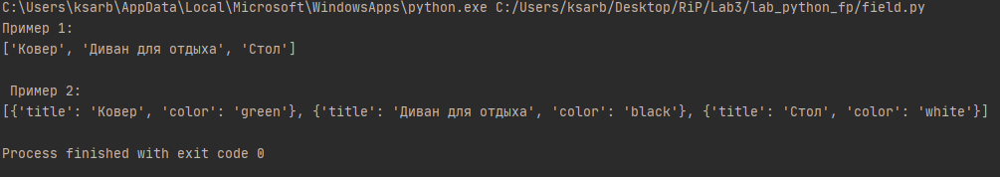 C:\Users\ksarb\AppData\Local\Microsoft\WindowsApps\python.exe C:/Users/ksarb/Desktop/RiP/Lab3/lab_python_fp/field.py
Пример 1:
['Ковер', 'Диван для отдыха', 'Стол']
Пример 2:
[{'title': 'Ковер', 'color': 'green'}, {'title': 'Диван для отдыха', 'color': 'black'}, {'title': 'Стол', 'color': 'white'}]
Process finished with exit code 0